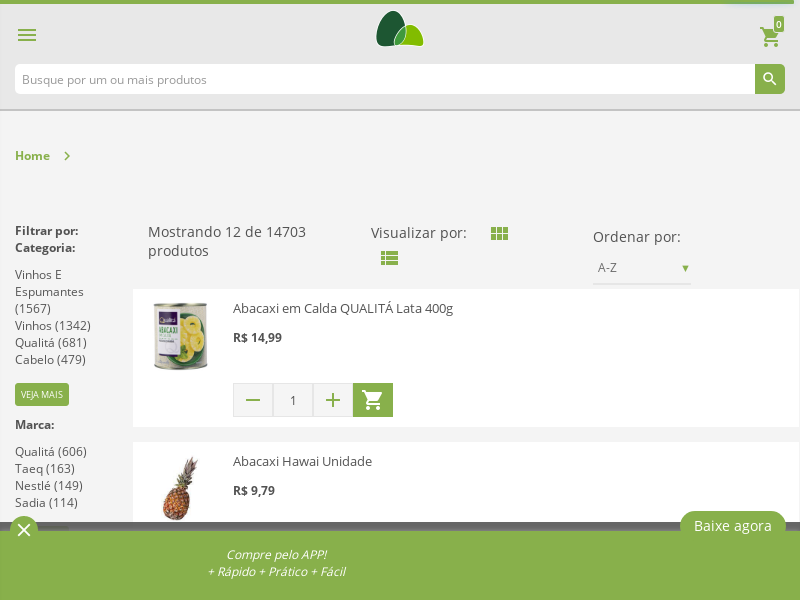 0
Busque por um ou mais produtos
Home
Filtrar por:
Categoria:
Vinhos E
Espumantes
(1567)
Vinhos (1342)
Qualitá (681)
Cabelo (479)
VEJA MAIS
Marca:
Qualitá (606)
Taeq (163)
Nestlé (149)
Sadia (114)
Mostrando 12 de 14703
produtos
Visualizar por:
Ordenar por:
A-Z
Qualitá
ABACAXI
Abacaxi em Calda QUALITÁ Lata 400g
R$ 14,99
1
Abacaxi Hawai Unidade
R$ 9,79
Baixe agora
Compre pelo APP!
+ Rápido + Prático + Fácil